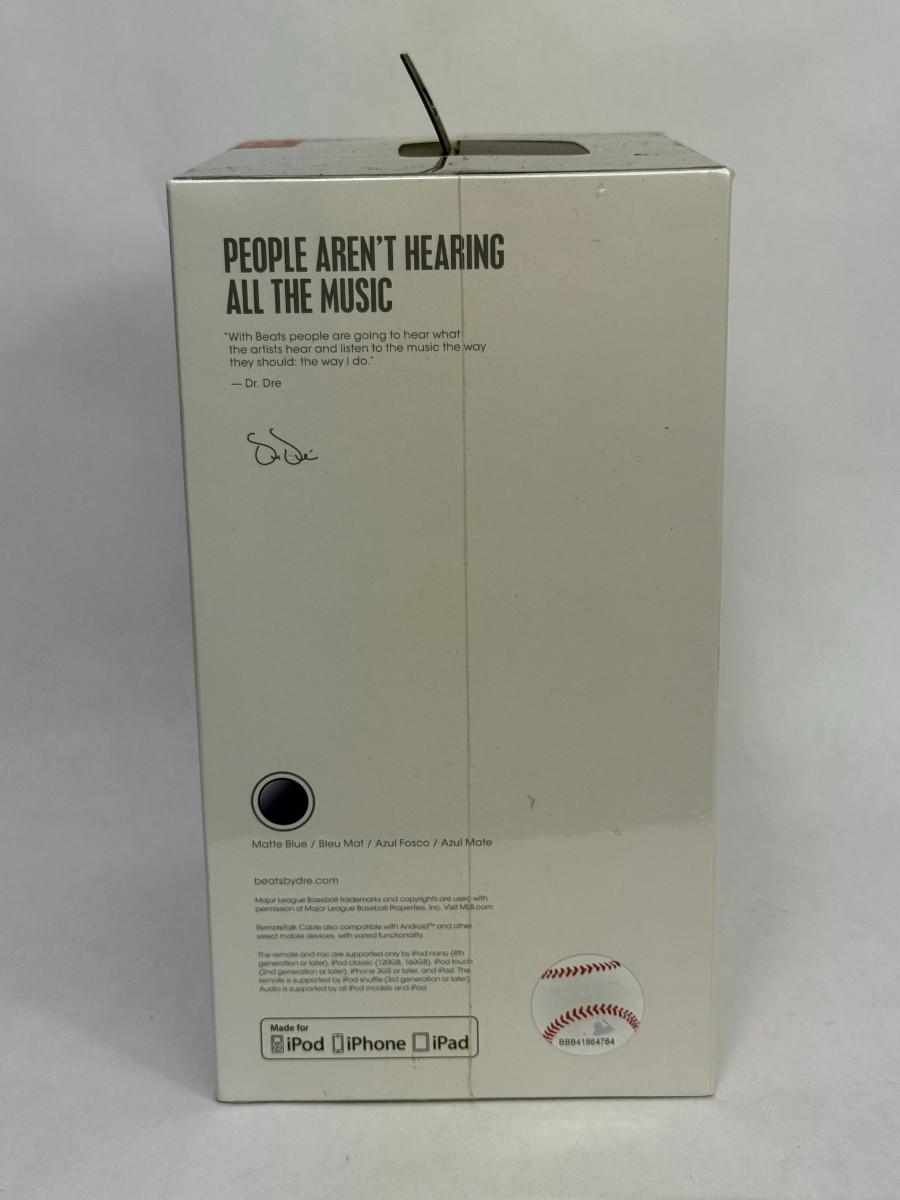 PEOPLE AREN'T HEARING
ALL THE MUSIC
"With Beats people are going to hear what
the artists hear and listen to the music the way
they should: the way I do."
— Dr. Dre
Matte Blue / Bleu Mat / Azul Fosco / Azul Mate
beatsbydre.com
Major League Baseball trademarks and copyrights are used with
permission of Major League Baseball Properties, Inc. Visit MLB.com
RemoteTalk Cable also compatible with Android™ and other
select mobile devices, with varied functionality.
The remote and mic are supported only by iPod nano (4th
generation or later), iPod classic (120GB, 160GB), iPod touch
(2nd generation or later), iPhone 3GS or later, and iPad. The
remote is supported by iPod shuffle (3rd generation or later).
Audio is supported by all iPod models and iPad.
Made for
iPod iPhone iPad
BBB41864764